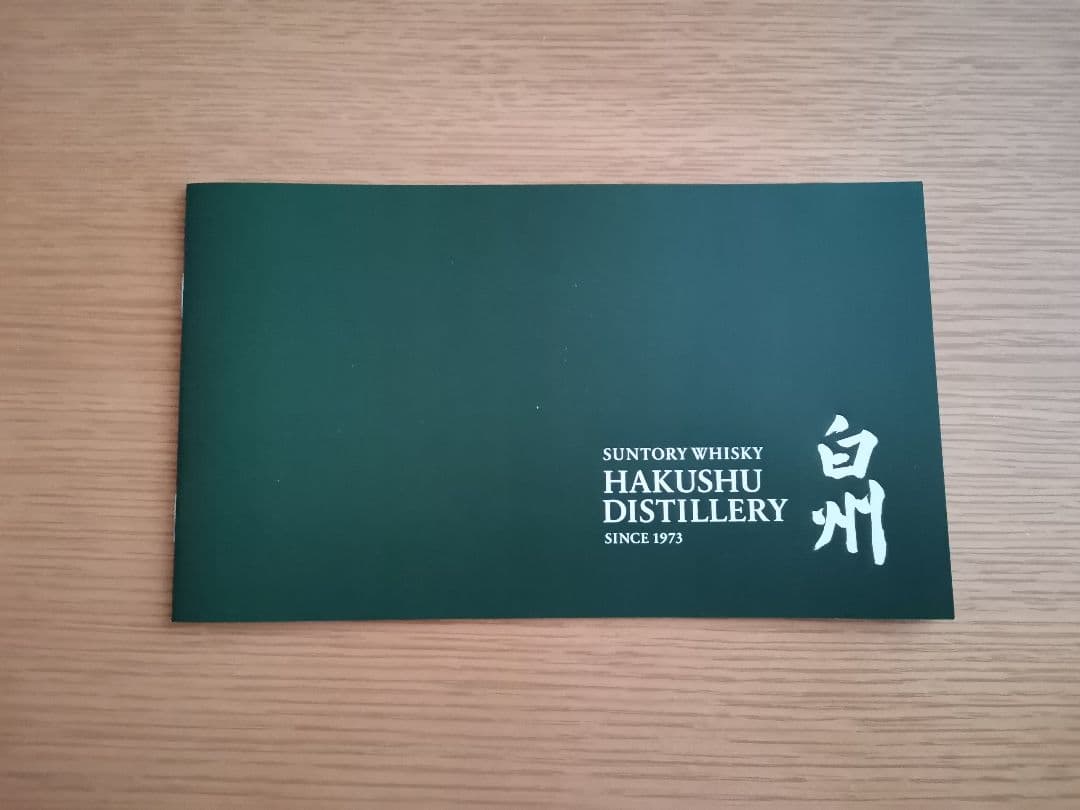 SUNTORY WHISKY
HAKUSHU
DISTILLERY
SINCE 1973
白州